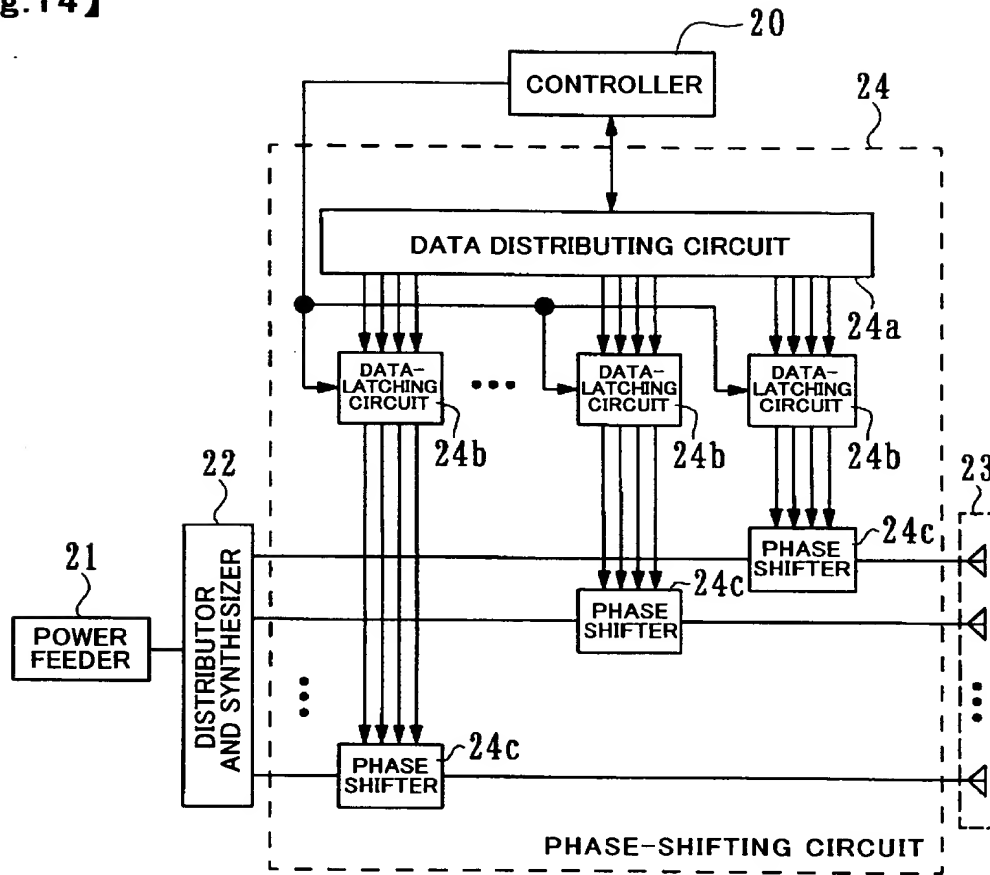 g.14】
20
CONTROLLER
24
DATA DISTRIBUTING CIRCUIT
24a
DATA-
LATCHING
CIRCUIT
24b
DATA-
LATCHING
CIRCUIT
24b
DATA-
LATCHING
CIRCUIT
24b
22
23
21
POWER
FEEDER
DISTRIBUTOR
AND SYNTHESIZER
PHASE
SHIFTER
24c
PHASE
SHIFTER
24c
PHASE
SHIFTER
24c
PHASE-SHIFTING CIRCUIT